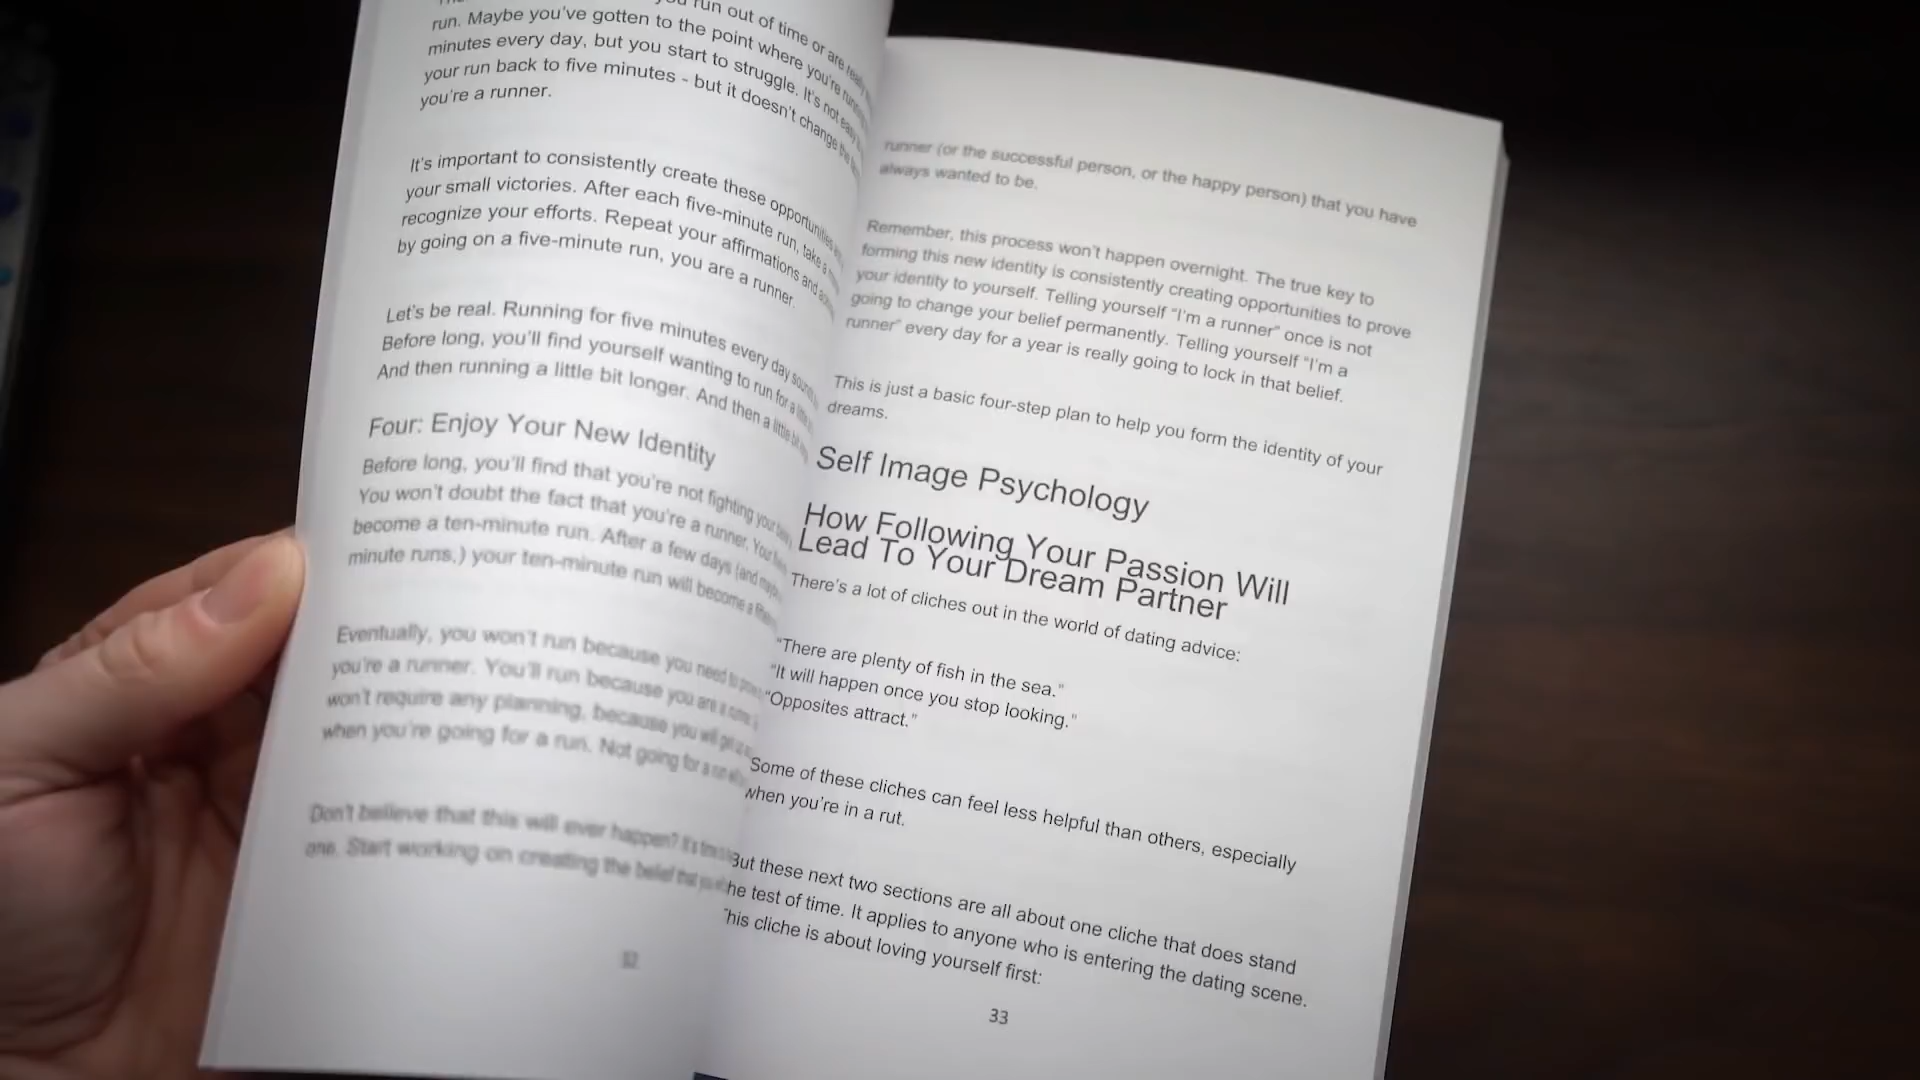 you run out of time or are
run. Maybe you've gotten to the point where you're running
minutes every day, but you start to struggle. It's not easy
your run back to five minutes - but it doesn't change the
you're a runner.
It's important to consistently create these opportunities
your small victories. After each five-minute run, take a
recognize your efforts. Repeat your affirmations and
by going on a five-minute run, you are a runner.
Let's be real. Running for five minutes every day
Before long, you'll find yourself wanting to run for a
And then running a little bit longer. And then a little bit
Four: Enjoy Your New Identity
Before long, you'll find that you're not fighting your
You won't doubt the fact that you're a runner. Your
become a ten-minute run. After a few days (and
minute runs,) your ten-minute run will become a
Eventually, you won't run because you need to
you're a runner. You'll run because you are a
won't require any planning, because you will
when you're going for a run. Not going for a
Don't believe that this will ever happen?
one. Start working on creating the belief that
32
runner (or the successful person, or the happy person) that you have
always wanted to be.
Remember, this process won't happen overnight. The true key to
forming this new identity is consistently creating opportunities to prove
your identity to yourself. Telling yourself "I'm a runner" once is not
going to change your belief permanently. Telling yourself "I'm a
runner" every day for a year is really going to lock in that belief.
This is just a basic four-step plan to help you form the identity of your
dreams.
Self Image Psychology
How Following Your Passion Will
Lead To Your Dream Partner
There's a lot of cliches out in the world of dating advice:
"There are plenty of fish in the sea."
"It will happen once you stop looking."
"Opposites attract."
Some of these cliches can feel less helpful than others, especially
when you're in a rut.
But these next two sections are all about one cliche that does stand
he test of time. It applies to anyone who is entering the dating scene.
This cliche is about loving yourself first:
33